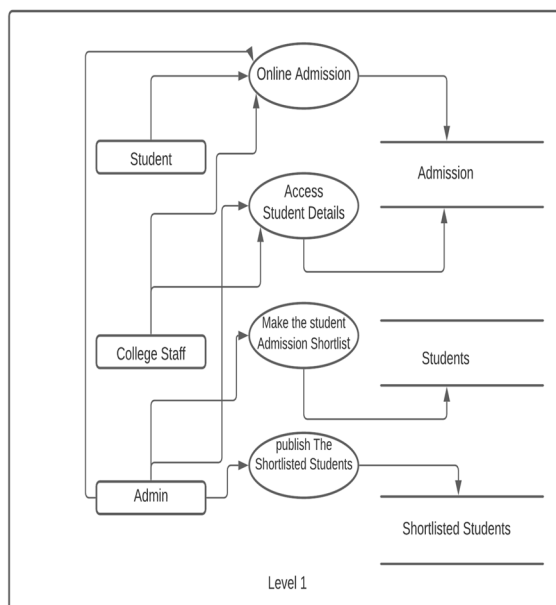 Online Admission
Student
Admission
Access
Student Details
Make the student
Admission Shortlist
College Staff
Students
publish The
Shortlisted Students
Admin
Shortlisted Students
Level 1